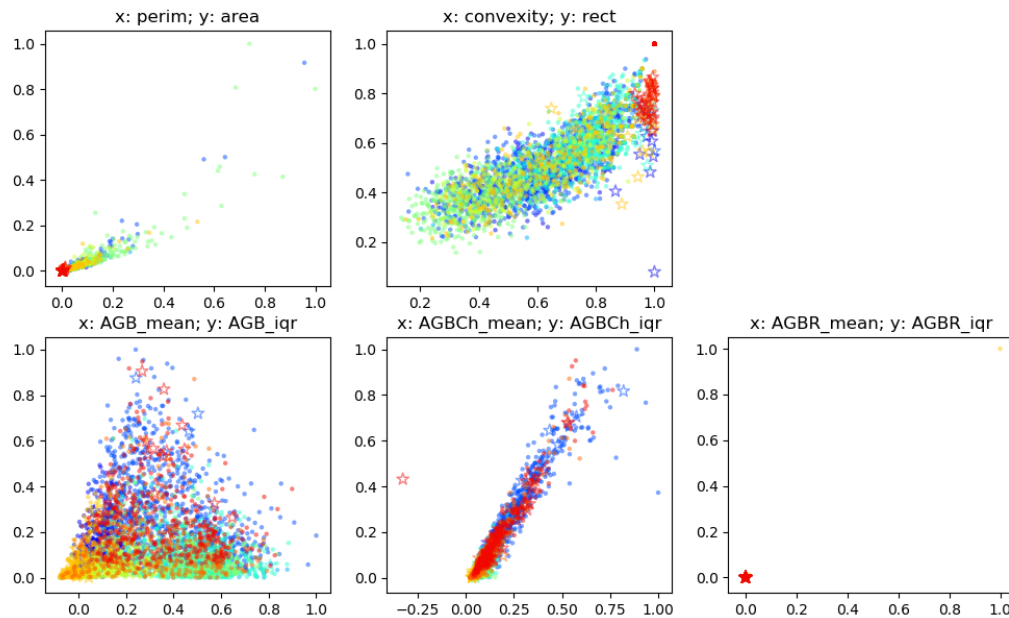 x: perim; y: area
1.0
0.8
0.6
0.4
0.2
0.0
0.0 0.2 0.4 0.6 0.8 1.0
x: convexity; y: rect
1.0
0.8
0.6
0.4
0.2
0.2 0.4 0.6 0.8 1.0
x: AGB_mean; y: AGB_iqr
1.0
0.8
0.6
0.4
0.2
0.0
0.0 0.2 0.4 0.6 0.8 1.0
x: AGBCh_mean; y: AGBCh_iqr
1.0
0.8
0.6
0.4
0.2
0.0
−0.25 0.00 0.25 0.50 0.75 1.00
x: AGBR_mean; y: AGBR_iqr
1.0
0.8
0.6
0.4
0.2
0.0
0.0 0.2 0.4 0.6 0.8 1.0